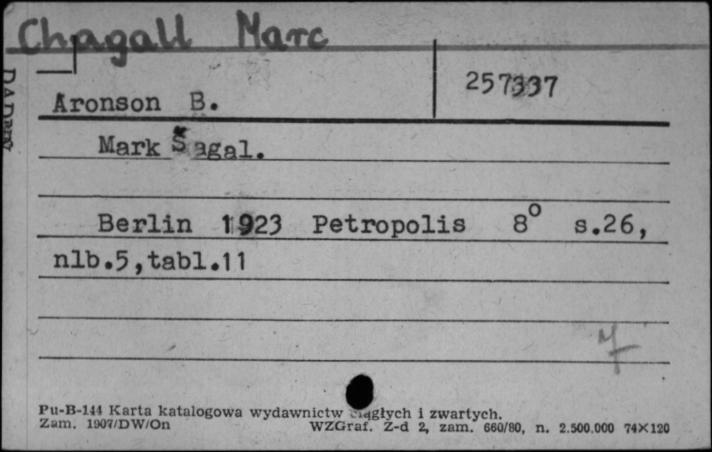 Chagall Marc
257337
Aronson B.
Mark Šagal.
Berlin 1923 Petropolis 8° s.26,
nlb.5,tabl.11
7
Pu-B-144 Karta katalogowa wydawnictw ciągłych i zwartych.
Zam. 1907/DW/On WZGraf. Z-d 2, zam. 660/80, n. 2.500.000 74×120